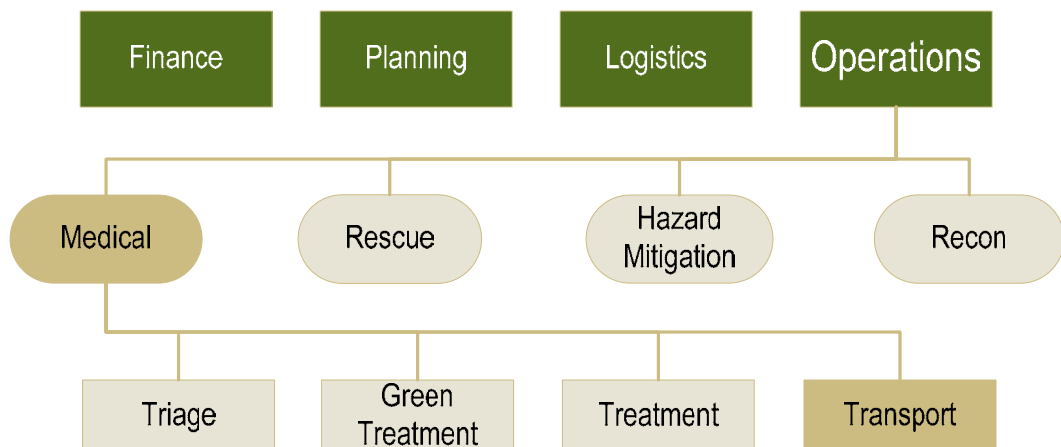 Finance
Planning
Logistics
Operations
Medical
Rescue
Hazard
Mitigation
Recon
Triage
Green
Treatment
Treatment
Transport